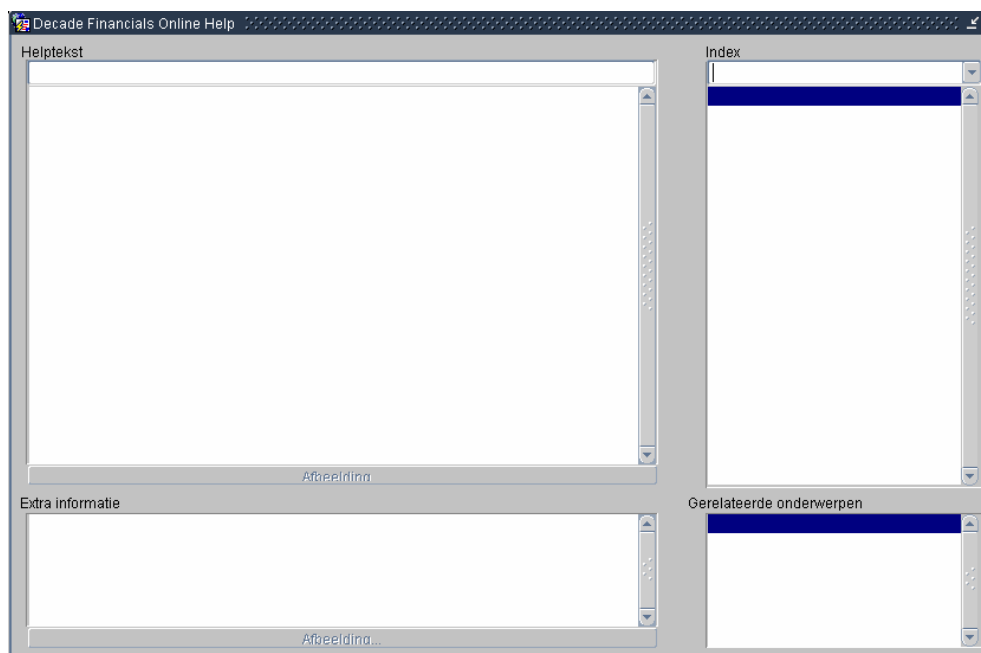 Decade Financials Online Help
Helptekst
Index
Afbeelding
Extra informatie
Gerelateerde onderwerpen
Afbeelding...